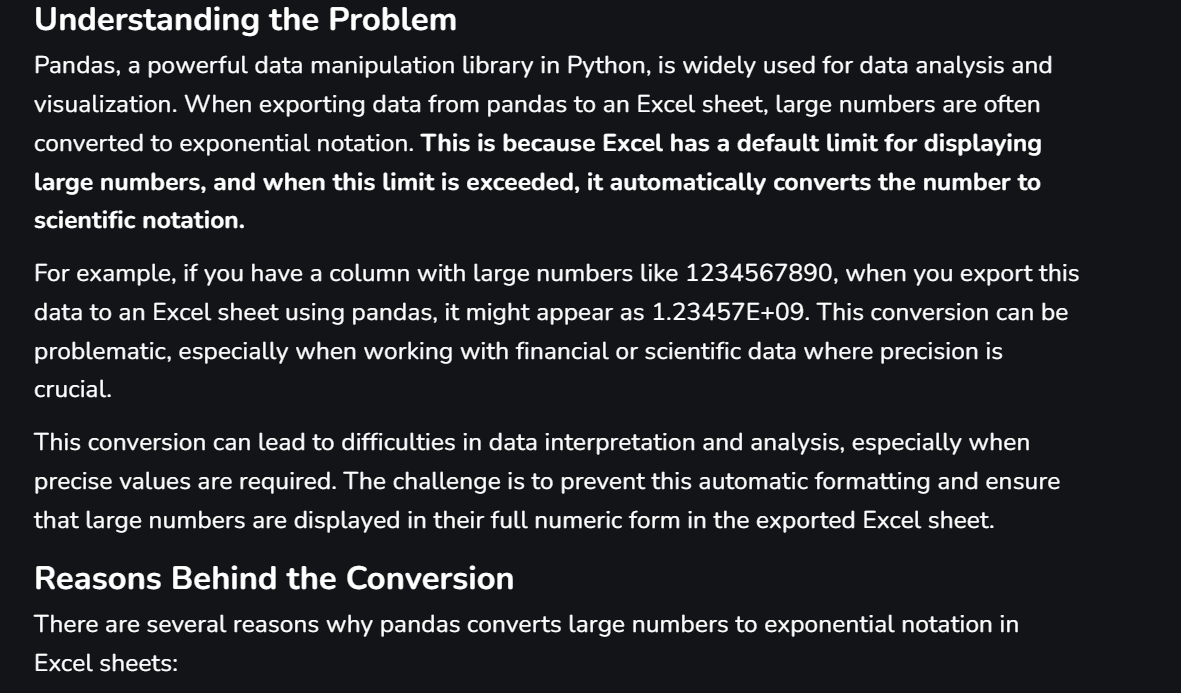 Understanding the Problem
Pandas, a powerful data manipulation library in Python, is widely used for data analysis and
visualization. When exporting data from pandas to an Excel sheet, large numbers are often
converted to exponential notation. This is because Excel has a default limit for displaying
large numbers, and when this limit is exceeded, it automatically converts the number to
scientific notation.
For example, if you have a column with large numbers like 1234567890, when you export this
data to an Excel sheet using pandas, it might appear as 1.23457E+09. This conversion can be
problematic, especially when working with financial or scientific data where precision is
crucial.
This conversion can lead to difficulties in data interpretation and analysis, especially when
precise values are required. The challenge is to prevent this automatic formatting and ensure
that large numbers are displayed in their full numeric form in the exported Excel sheet.
Reasons Behind the Conversion
There are several reasons why pandas converts large numbers to exponential notation in
Excel sheets: